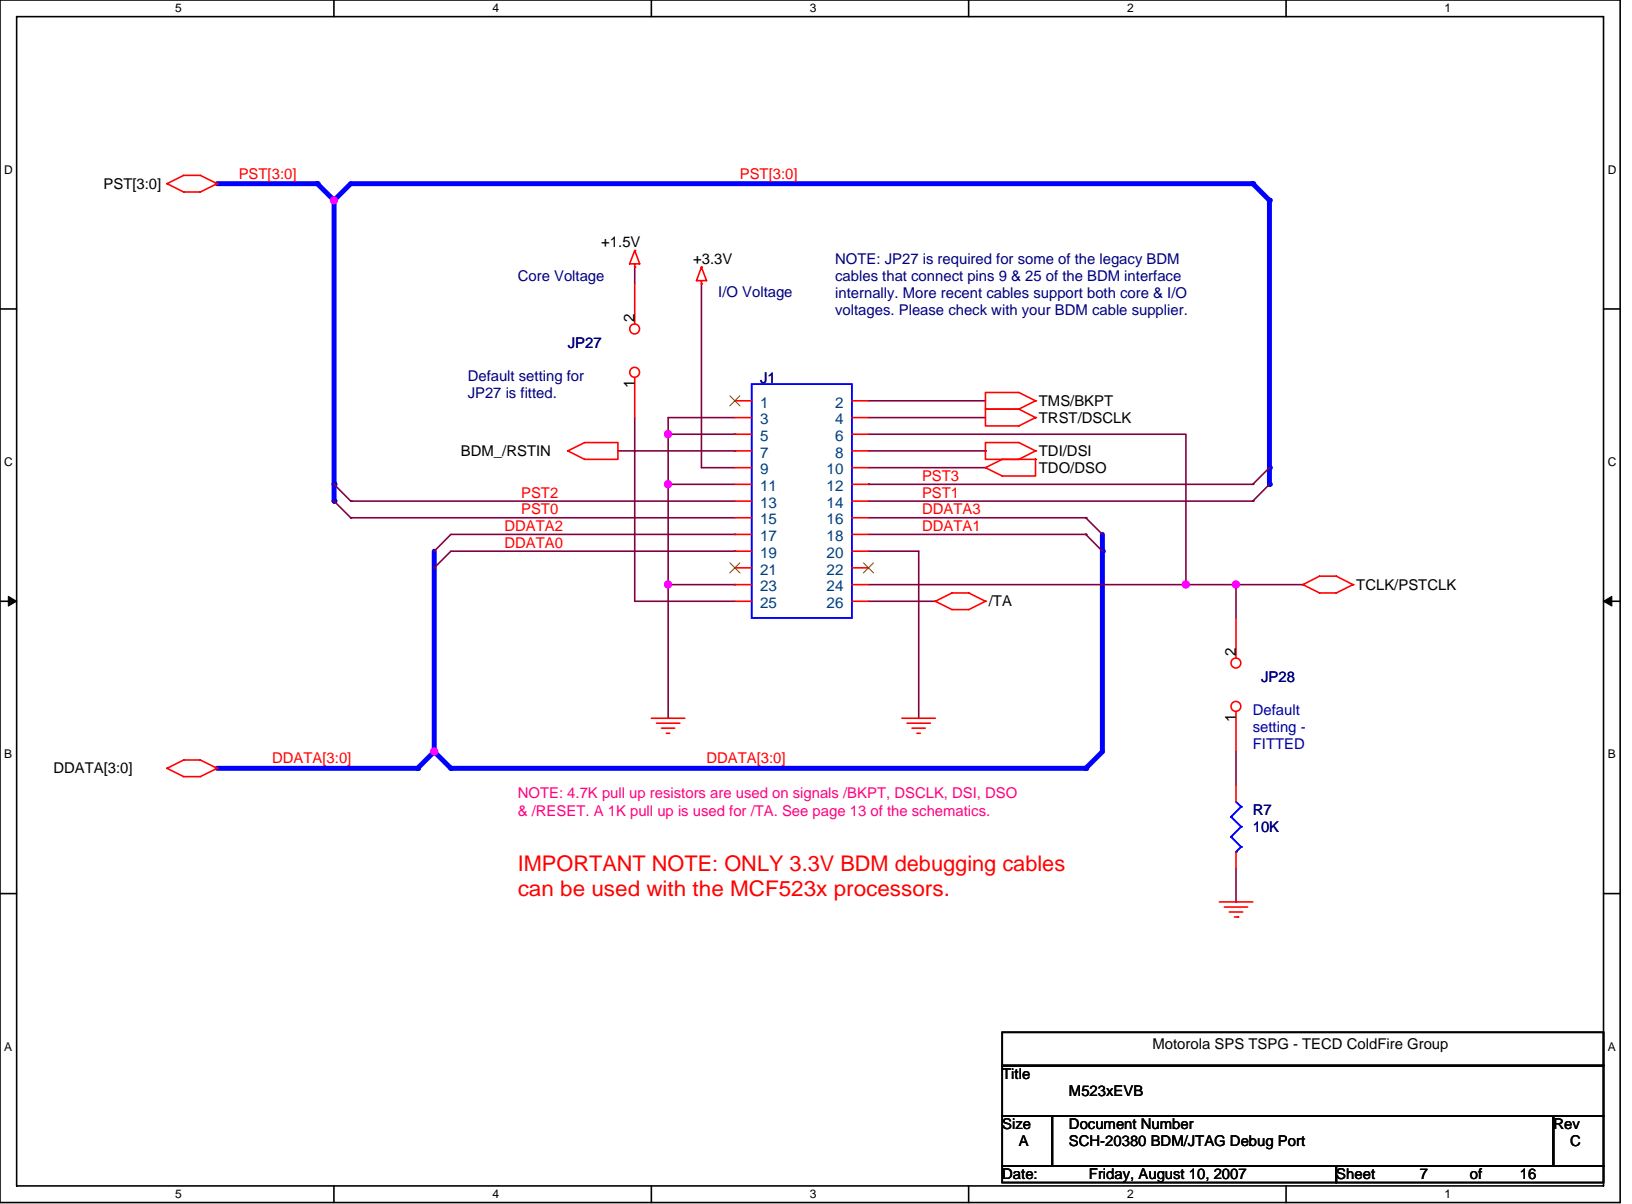 5 4 3 2 1
D D
C C
B B
A A
PST[3:0]
PST[3:0]
PST[3:0]
+1.5V
Core Voltage
+3.3V
I/O Voltage
NOTE: JP27 is required for some of the legacy BDM
cables that connect pins 9 & 25 of the BDM interface
internally. More recent cables support both core & I/O
voltages. Please check with your BDM cable supplier.
2
JP27
1
Default setting for
JP27 is fitted.
J1
1 2
3 4
5 6
7 8
9 10
11 12
13 14
15 16
17 18
19 20
21 22
23 24
25 26
TMS/BKPT
TRST/DSCLK
BDM_/RSTIN
TDI/DSI
TDO/DSO
PST3
PST2
PST1
PST0
DDATA3
DDATA2
DDATA1
DDATA0
TCLK/PSTCLK
/TA
2
JP28
1
Default
setting -
FITTED
DDATA[3:0]
DDATA[3:0]
DDATA[3:0]
NOTE: 4.7K pull up resistors are used on signals /BKPT, DSCLK, DSI, DSO
& /RESET. A 1K pull up is used for /TA. See page 13 of the schematics.
R7
10K
IMPORTANT NOTE: ONLY 3.3V BDM debugging cables
can be used with the MCF523x processors.
Motorola SPS TSPG - TECD ColdFire Group
Title
M523xEVB
Size Document Number Rev
A SCH-20380 BDM/JTAG Debug Port C
Date: Friday, August 10, 2007 Sheet 7 of 16
5 4 3 2 1